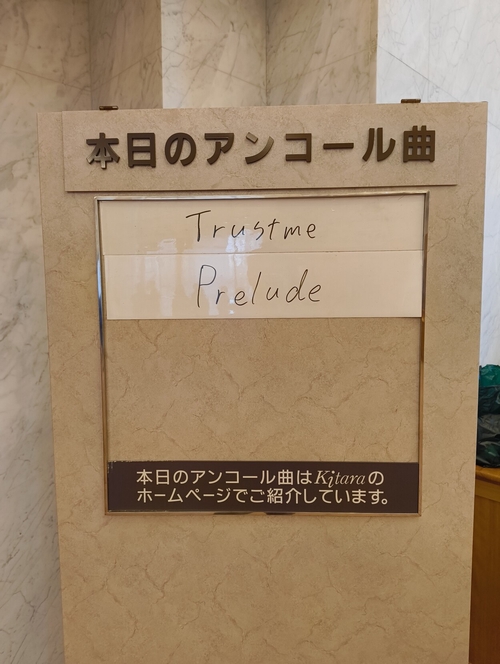 本日のアンコール曲
Trustme
Prelude
本日のアンコール曲はKitaraの
ホームページでご紹介しています。